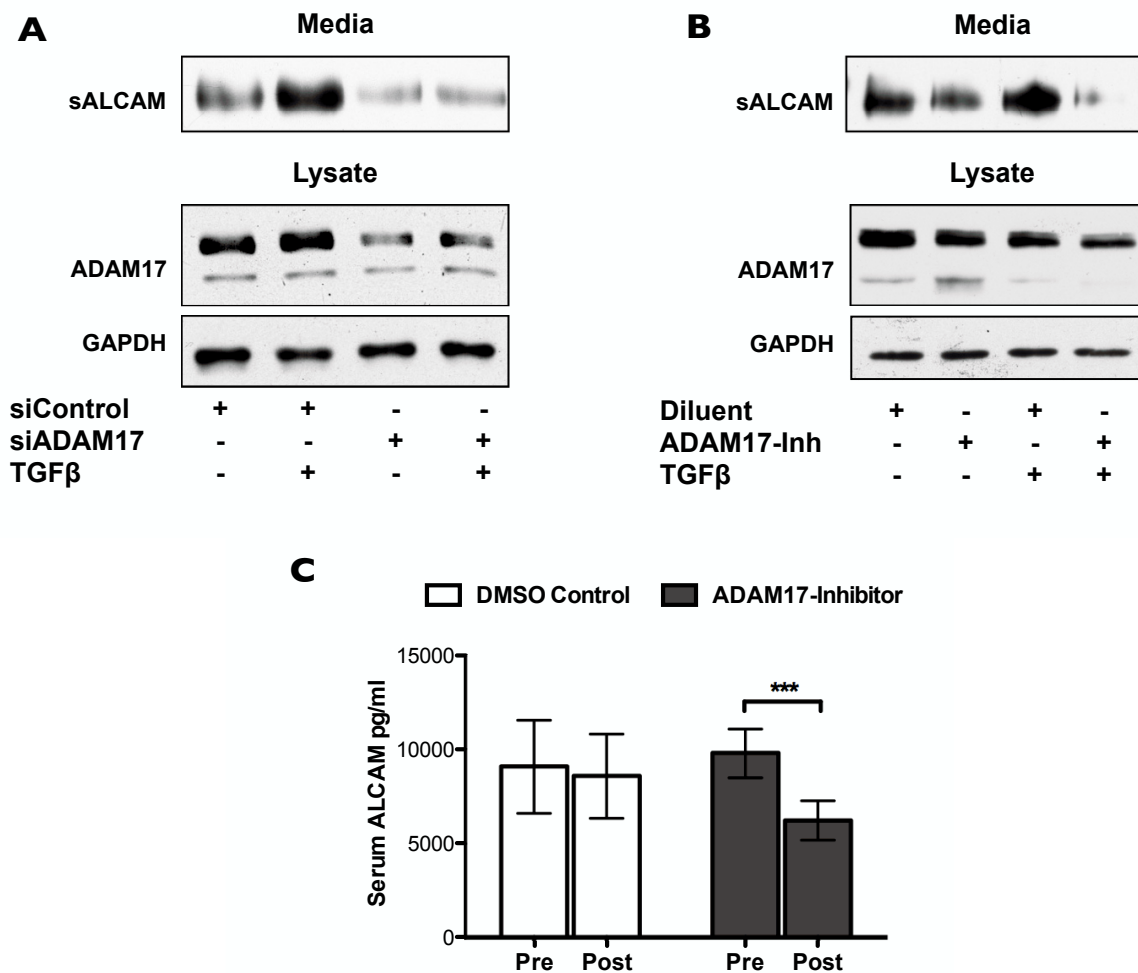 A
Media
sALCAM
Lysate
ADAM17
GAPDH
siControl + + - -
siADAM17 - - + +
TGFβ - + - +
B
Media
sALCAM
Lysate
ADAM17
GAPDH
Diluent + - + -
ADAM17-Inh - + - +
TGFβ - - + +
C
DMSO Control ADAM17-Inhibitor
Serum ALCAM pg/ml
15000
10000
5000
0
***
Pre Post Pre Post